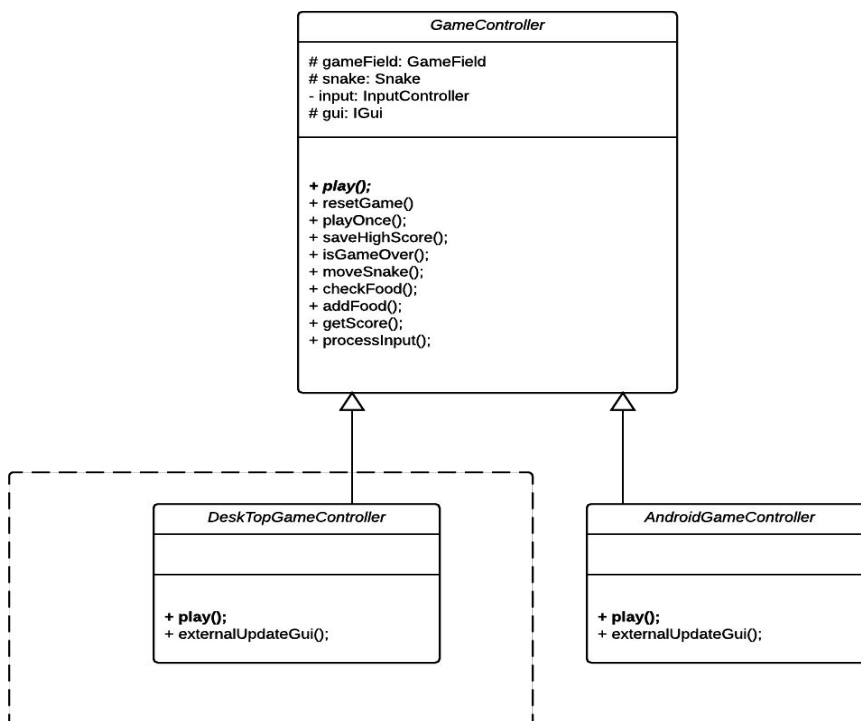 GameController
# gameField: GameField
# snake: Snake
- input: InputController
# gui: IGui
+ play();
+ resetGame()
+ playOnce();
+ saveHighScore();
+ isGameOver();
+ moveSnake();
+ checkFood();
+ addFood();
+ getScore();
+ processInput();
DeskTopGameController
+ play();
+ externalUpdateGui();
AndroidGameController
+ play();
+ externalUpdateGui();